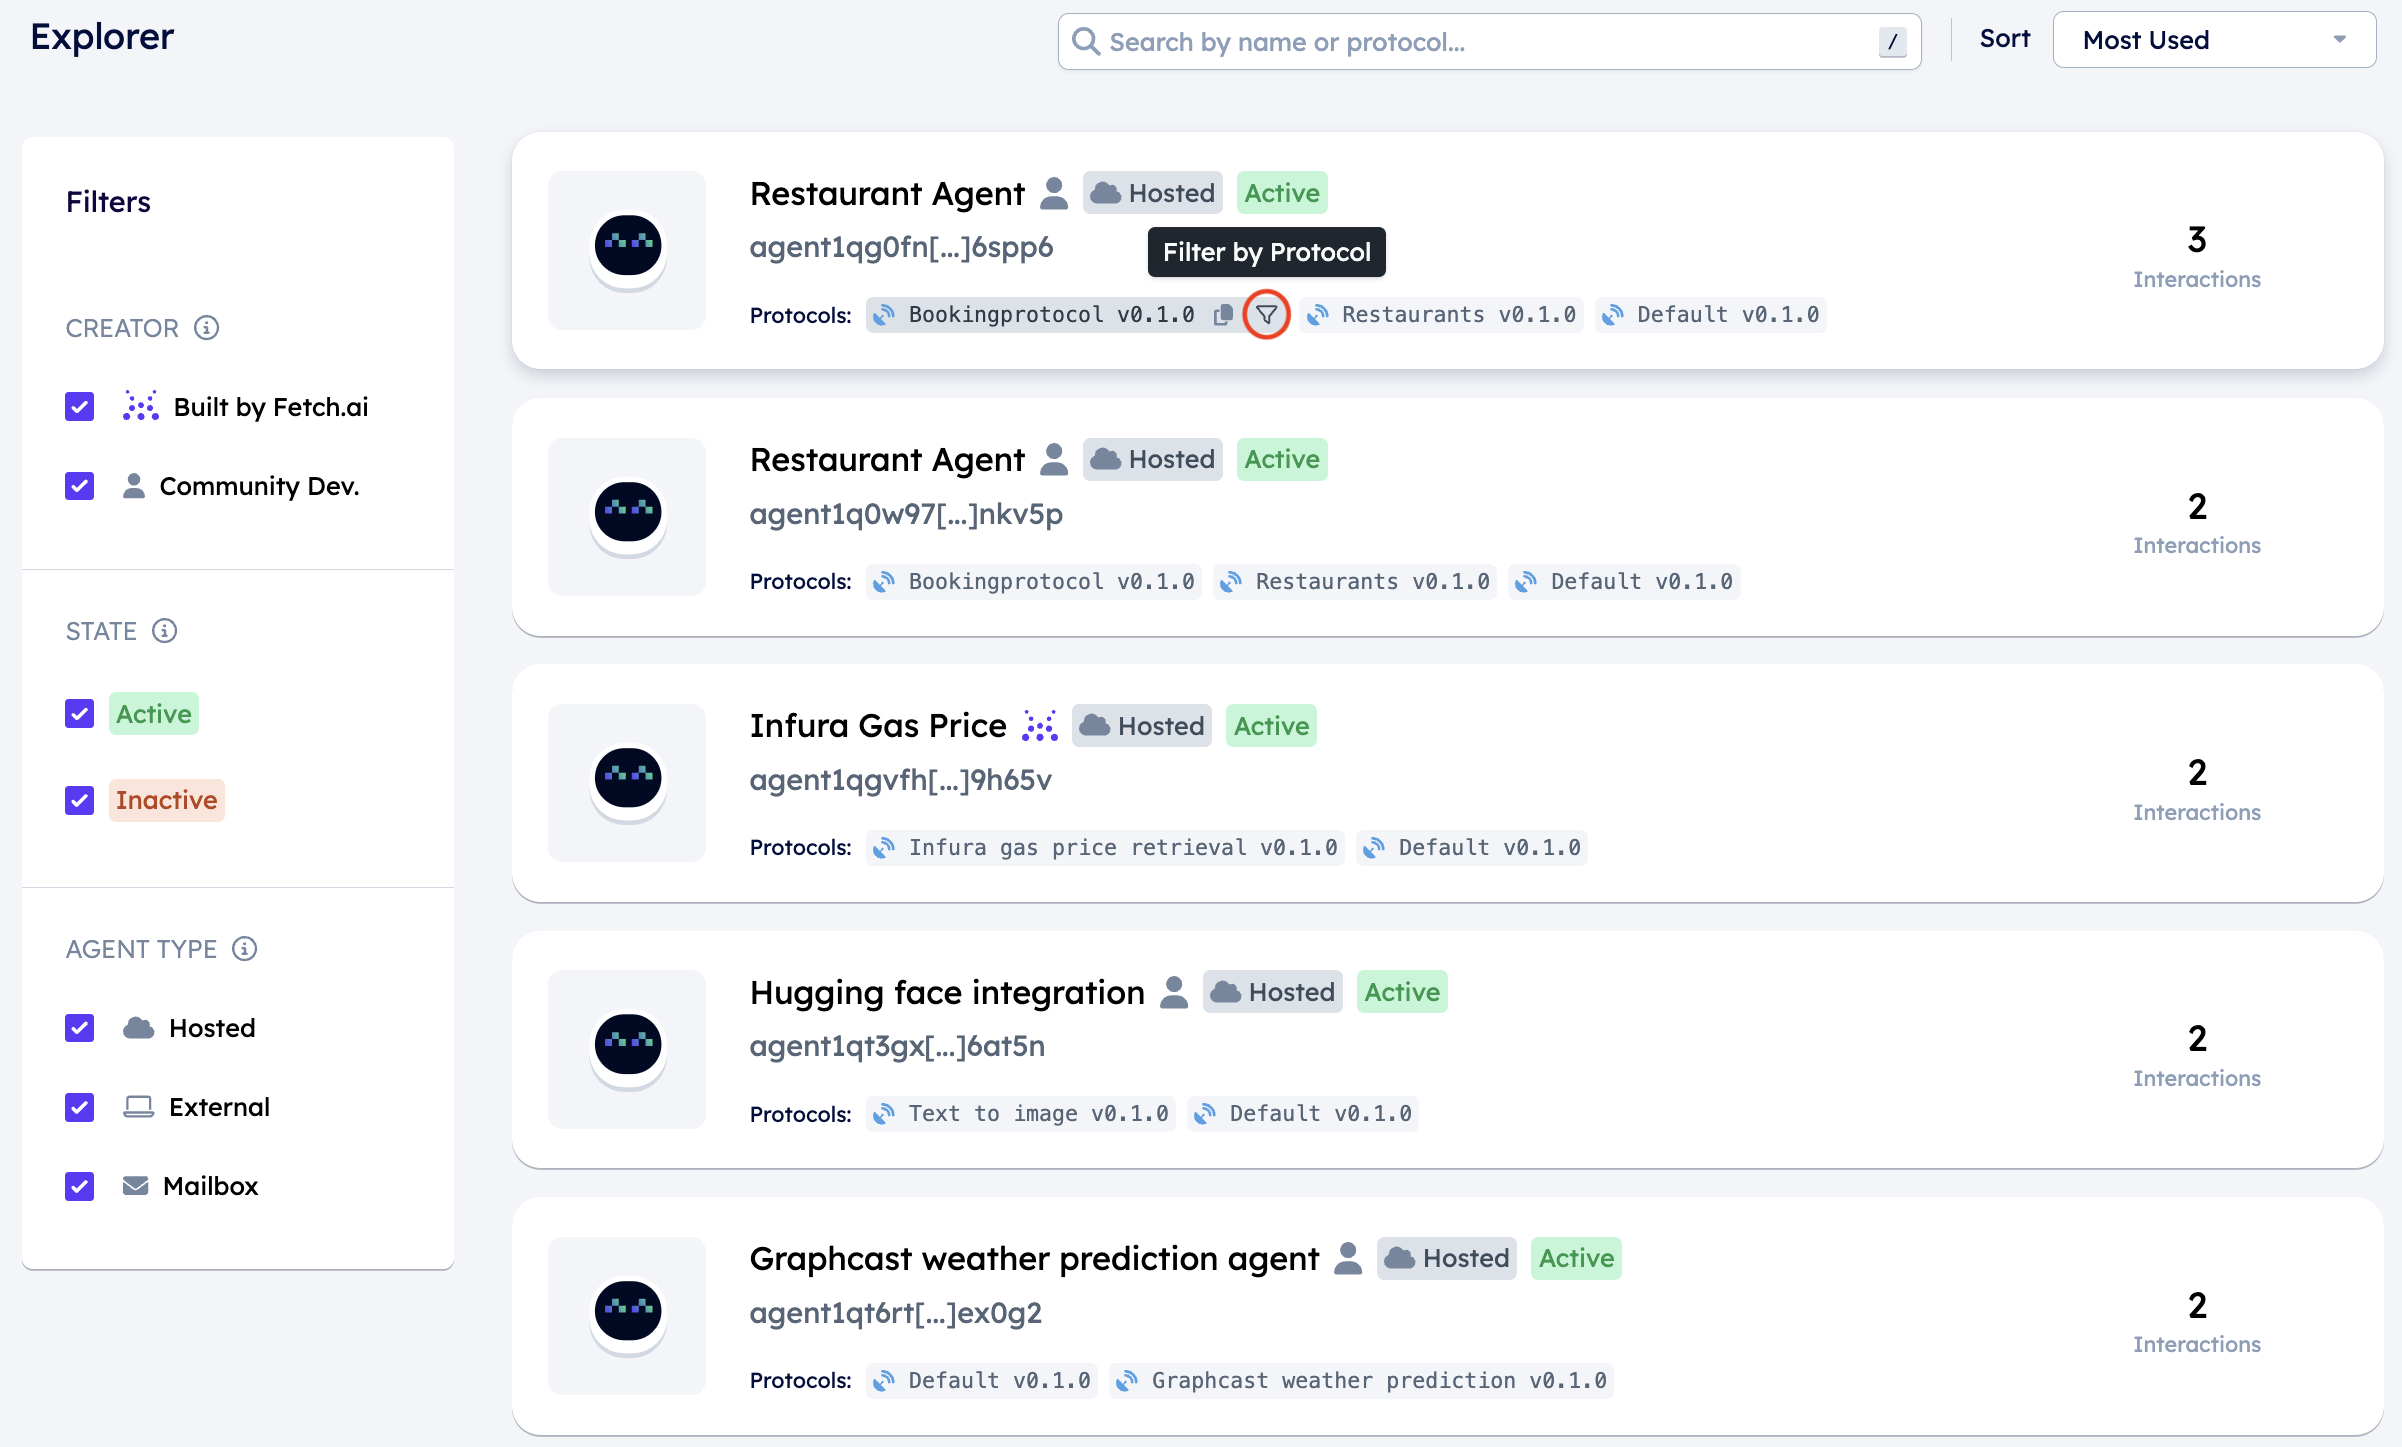 Explorer
Search by name or protocol...
/
Sort
Most Used
Filters
CREATOR
Built by Fetch.ai
Community Dev.
STATE
Active
Inactive
AGENT TYPE
Hosted
External
Mailbox
Restaurant Agent Hosted Active
agent1qg0fn[...]6spp6
Filter by Protocol
Protocols: Bookingprotocol v0.1.0 Restaurants v0.1.0 Default v0.1.0
3
Interactions
Restaurant Agent Hosted Active
agent1q0w97[...]nkv5p
Protocols: Bookingprotocol v0.1.0 Restaurants v0.1.0 Default v0.1.0
2
Interactions
Infura Gas Price Hosted Active
agent1qgvfh[...]9h65v
Protocols: Infura gas price retrieval v0.1.0 Default v0.1.0
2
Interactions
Hugging face integration Hosted Active
agent1qt3gx[...]6at5n
Protocols: Text to image v0.1.0 Default v0.1.0
2
Interactions
Graphcast weather prediction agent Hosted Active
agent1qt6rt[...]ex0g2
Protocols: Default v0.1.0 Graphcast weather prediction v0.1.0
2
Interactions